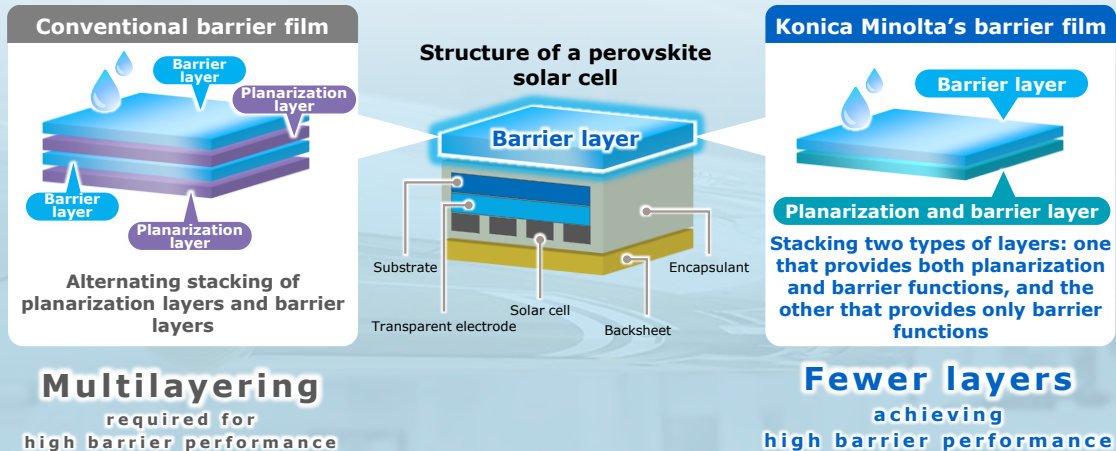 Conventional barrier film
Barrier
layer
Planarization
layer
Barrier
layer
Planarization
layer
Alternating stacking of
planarization layers and barrier
layers
Multilayering
required for
high barrier performance
Structure of a perovskite
solar cell
Barrier layer
Substrate
Transparent electrode
Solar cell
Backsheet
Encapsulant
Konica Minolta’s barrier film
Barrier layer
Planarization and barrier layer
Stacking two types of layers: one
that provides both planarization
and barrier functions, and the
other that provides only barrier
functions
Fewer layers
achieving
high barrier performance